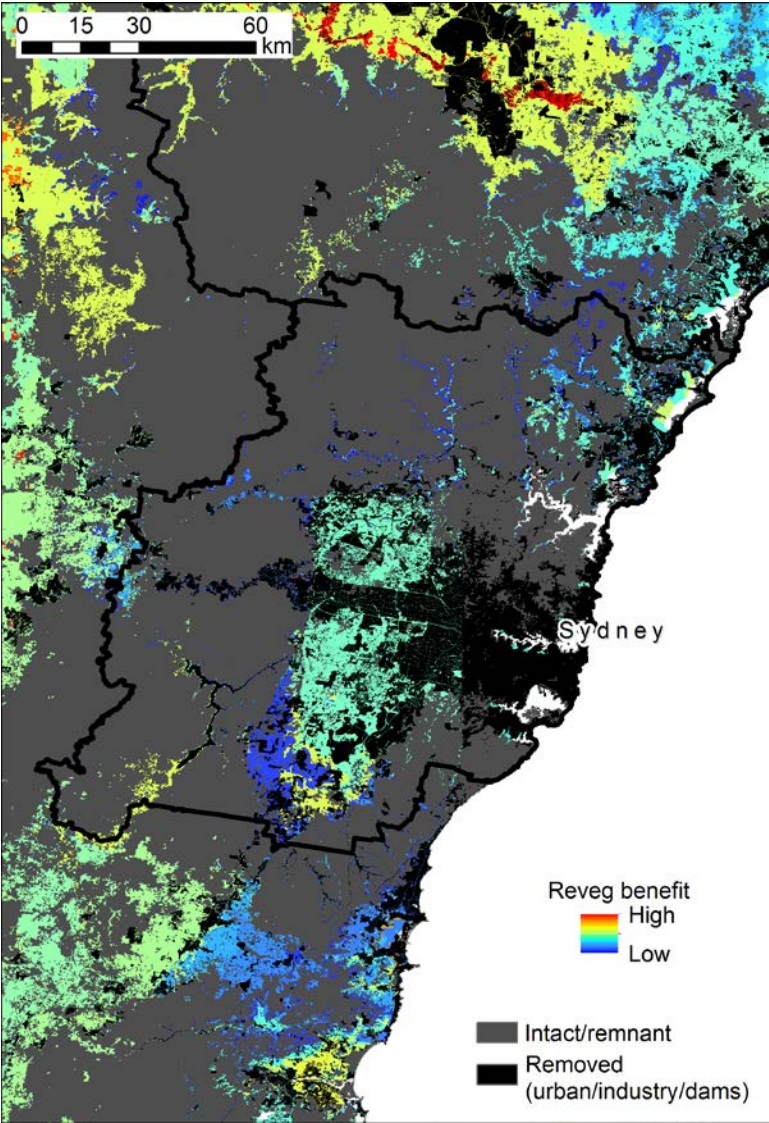 0 15 30 60
km
Sydney
Reveg benefit
High
Low
Intact/remnant
Removed
(urban/industry/dams)